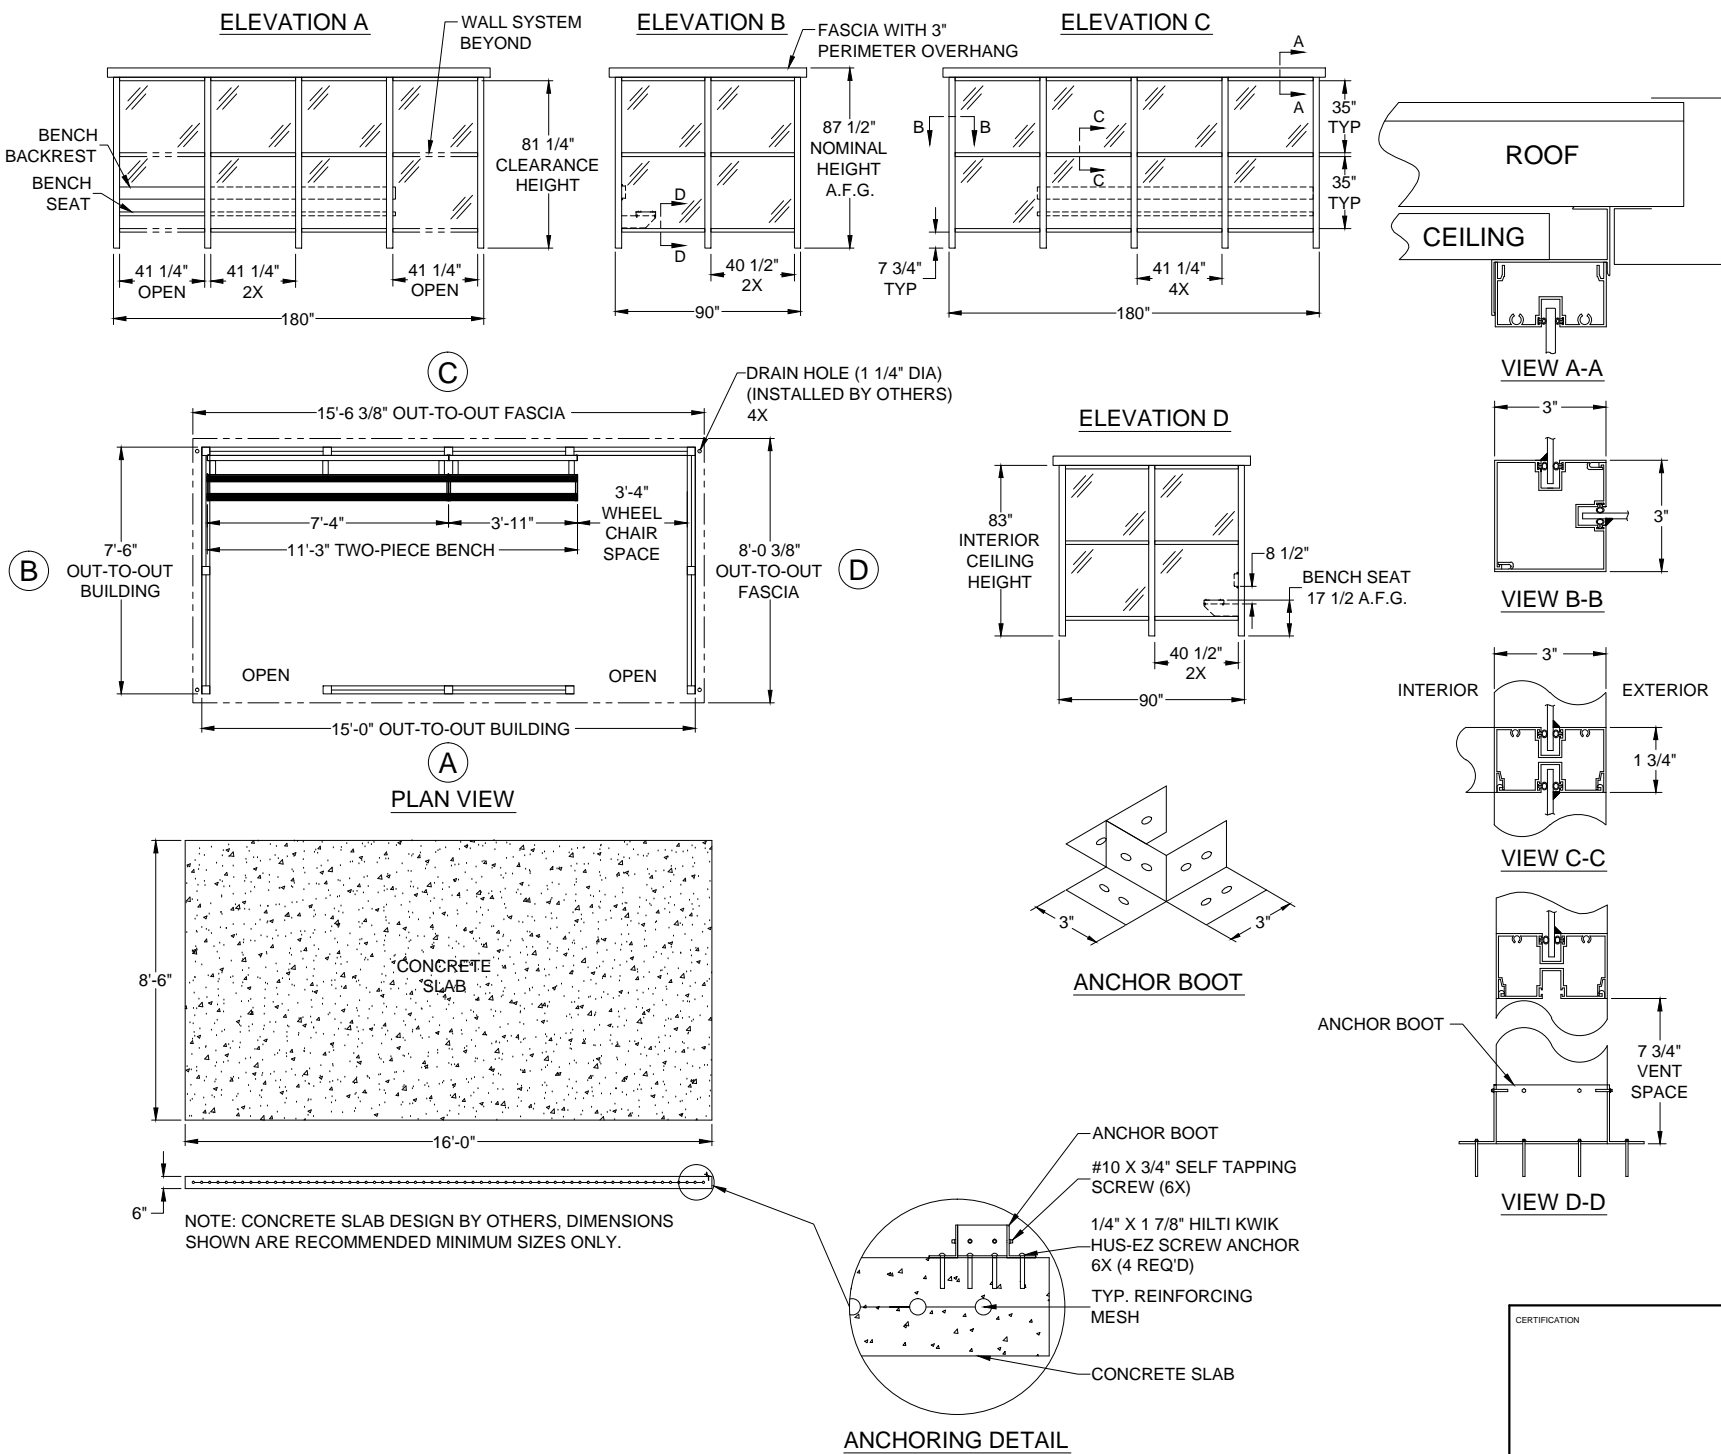 ELEVATION A
WALL SYSTEM
BEYOND
BENCH
BACKREST
BENCH
SEAT
81 1/4"
CLEARANCE
HEIGHT
41 1/4"
OPEN
41 1/4"
2X
41 1/4"
OPEN
180"
ELEVATION B
FASCIA WITH 3"
PERIMETER OVERHANG
87 1/2"
NOMINAL
HEIGHT
A.F.G.
D
D
40 1/2"
2X
90"
ELEVATION C
A
A
B
B
C
C
35"
TYP
35"
TYP
7 3/4"
TYP
41 1/4"
4X
180"
ROOF
CEILING
VIEW A-A
C
15'-6 3/8" OUT-TO-OUT FASCIA
DRAIN HOLE (1 1/4" DIA)
(INSTALLED BY OTHERS)
4X
7'-4"
3'-11"
11'-3" TWO-PIECE BENCH
3'-4"
WHEEL
CHAIR
SPACE
B
7'-6"
OUT-TO-OUT
BUILDING
8'-0 3/8"
OUT-TO-OUT
FASCIA
D
OPEN
OPEN
15'-0" OUT-TO-OUT BUILDING
A
PLAN VIEW
ELEVATION D
83"
INTERIOR
CEILING
HEIGHT
8 1/2"
BENCH SEAT
17 1/2 A.F.G.
40 1/2"
2X
90"
3"
3"
VIEW B-B
3"
INTERIOR
EXTERIOR
1 3/4"
VIEW C-C
3"
3"
ANCHOR BOOT
ANCHOR BOOT
7 3/4"
VENT
SPACE
VIEW D-D
8'-6"
CONCRETE
SLAB
16'-0"
6"
NOTE: CONCRETE SLAB DESIGN BY OTHERS, DIMENSIONS
SHOWN ARE RECOMMENDED MINIMUM SIZES ONLY.
ANCHOR BOOT
#10 X 3/4" SELF TAPPING
SCREW (6X)
1/4" X 1 7/8" HILTI KWIK
HUS-EZ SCREW ANCHOR
6X (4 REQ'D)
TYP. REINFORCING
MESH
CONCRETE SLAB
ANCHORING DETAIL
CERTIFICATION